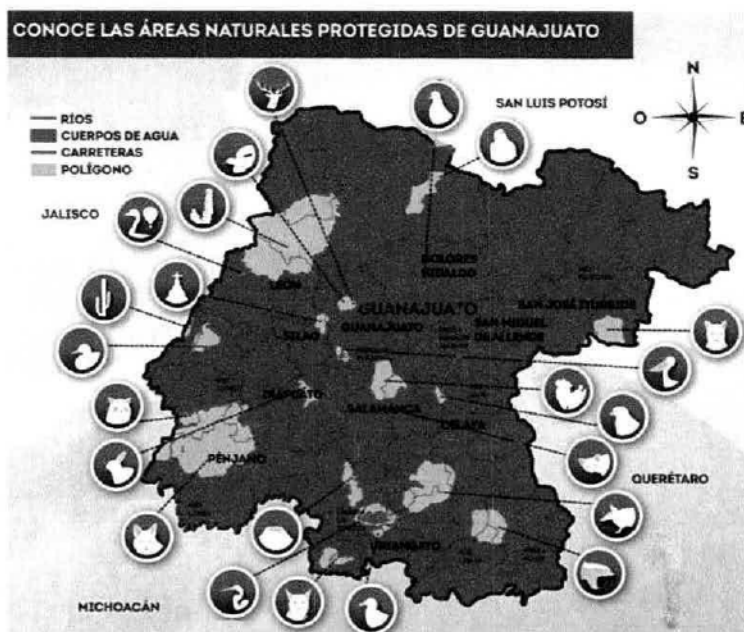 CONOCE LAS ÁREAS NATURALES PROTEGIDAS DE GUANAJUATO
N
O
E
S
SAN LUIS POTOSÍ
RÍOS
CUERPOS DE AGUA
CARRETERAS
POLÍGONO
JALISCO
DOLORES
HIDALGO
LEÓN
GUANAJUATO
SAN JOSÉ ITURBIDE
SILAO
GUANAJUATO
SAN MIGUEL
DE ALLENDE
IRAPUATO
SALAMANCA
CELAYA
PÉNJAMO
QUERÉTARO
MICHOACÁN